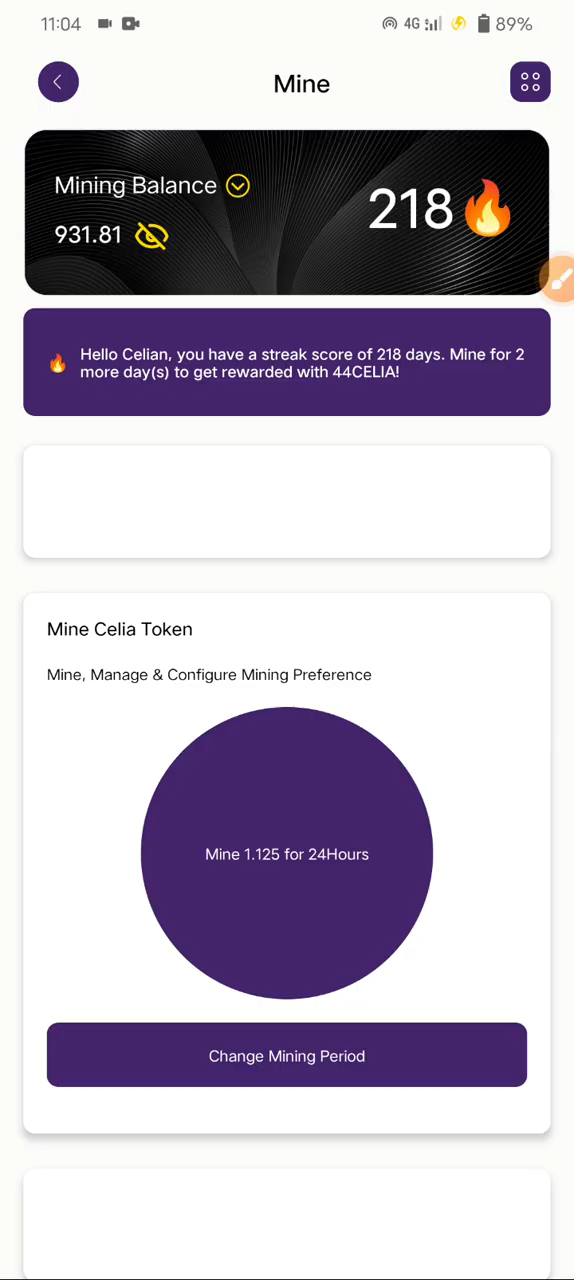 11:04 4G 89%
Mine
Mining Balance
218🔥
931.81
🔥 Hello Celian, you have a streak score of 218 days. Mine for 2
more day(s) to get rewarded with 44CELIA!
Mine Celia Token
Mine, Manage & Configure Mining Preference
Mine 1.125 for 24Hours
Change Mining Period